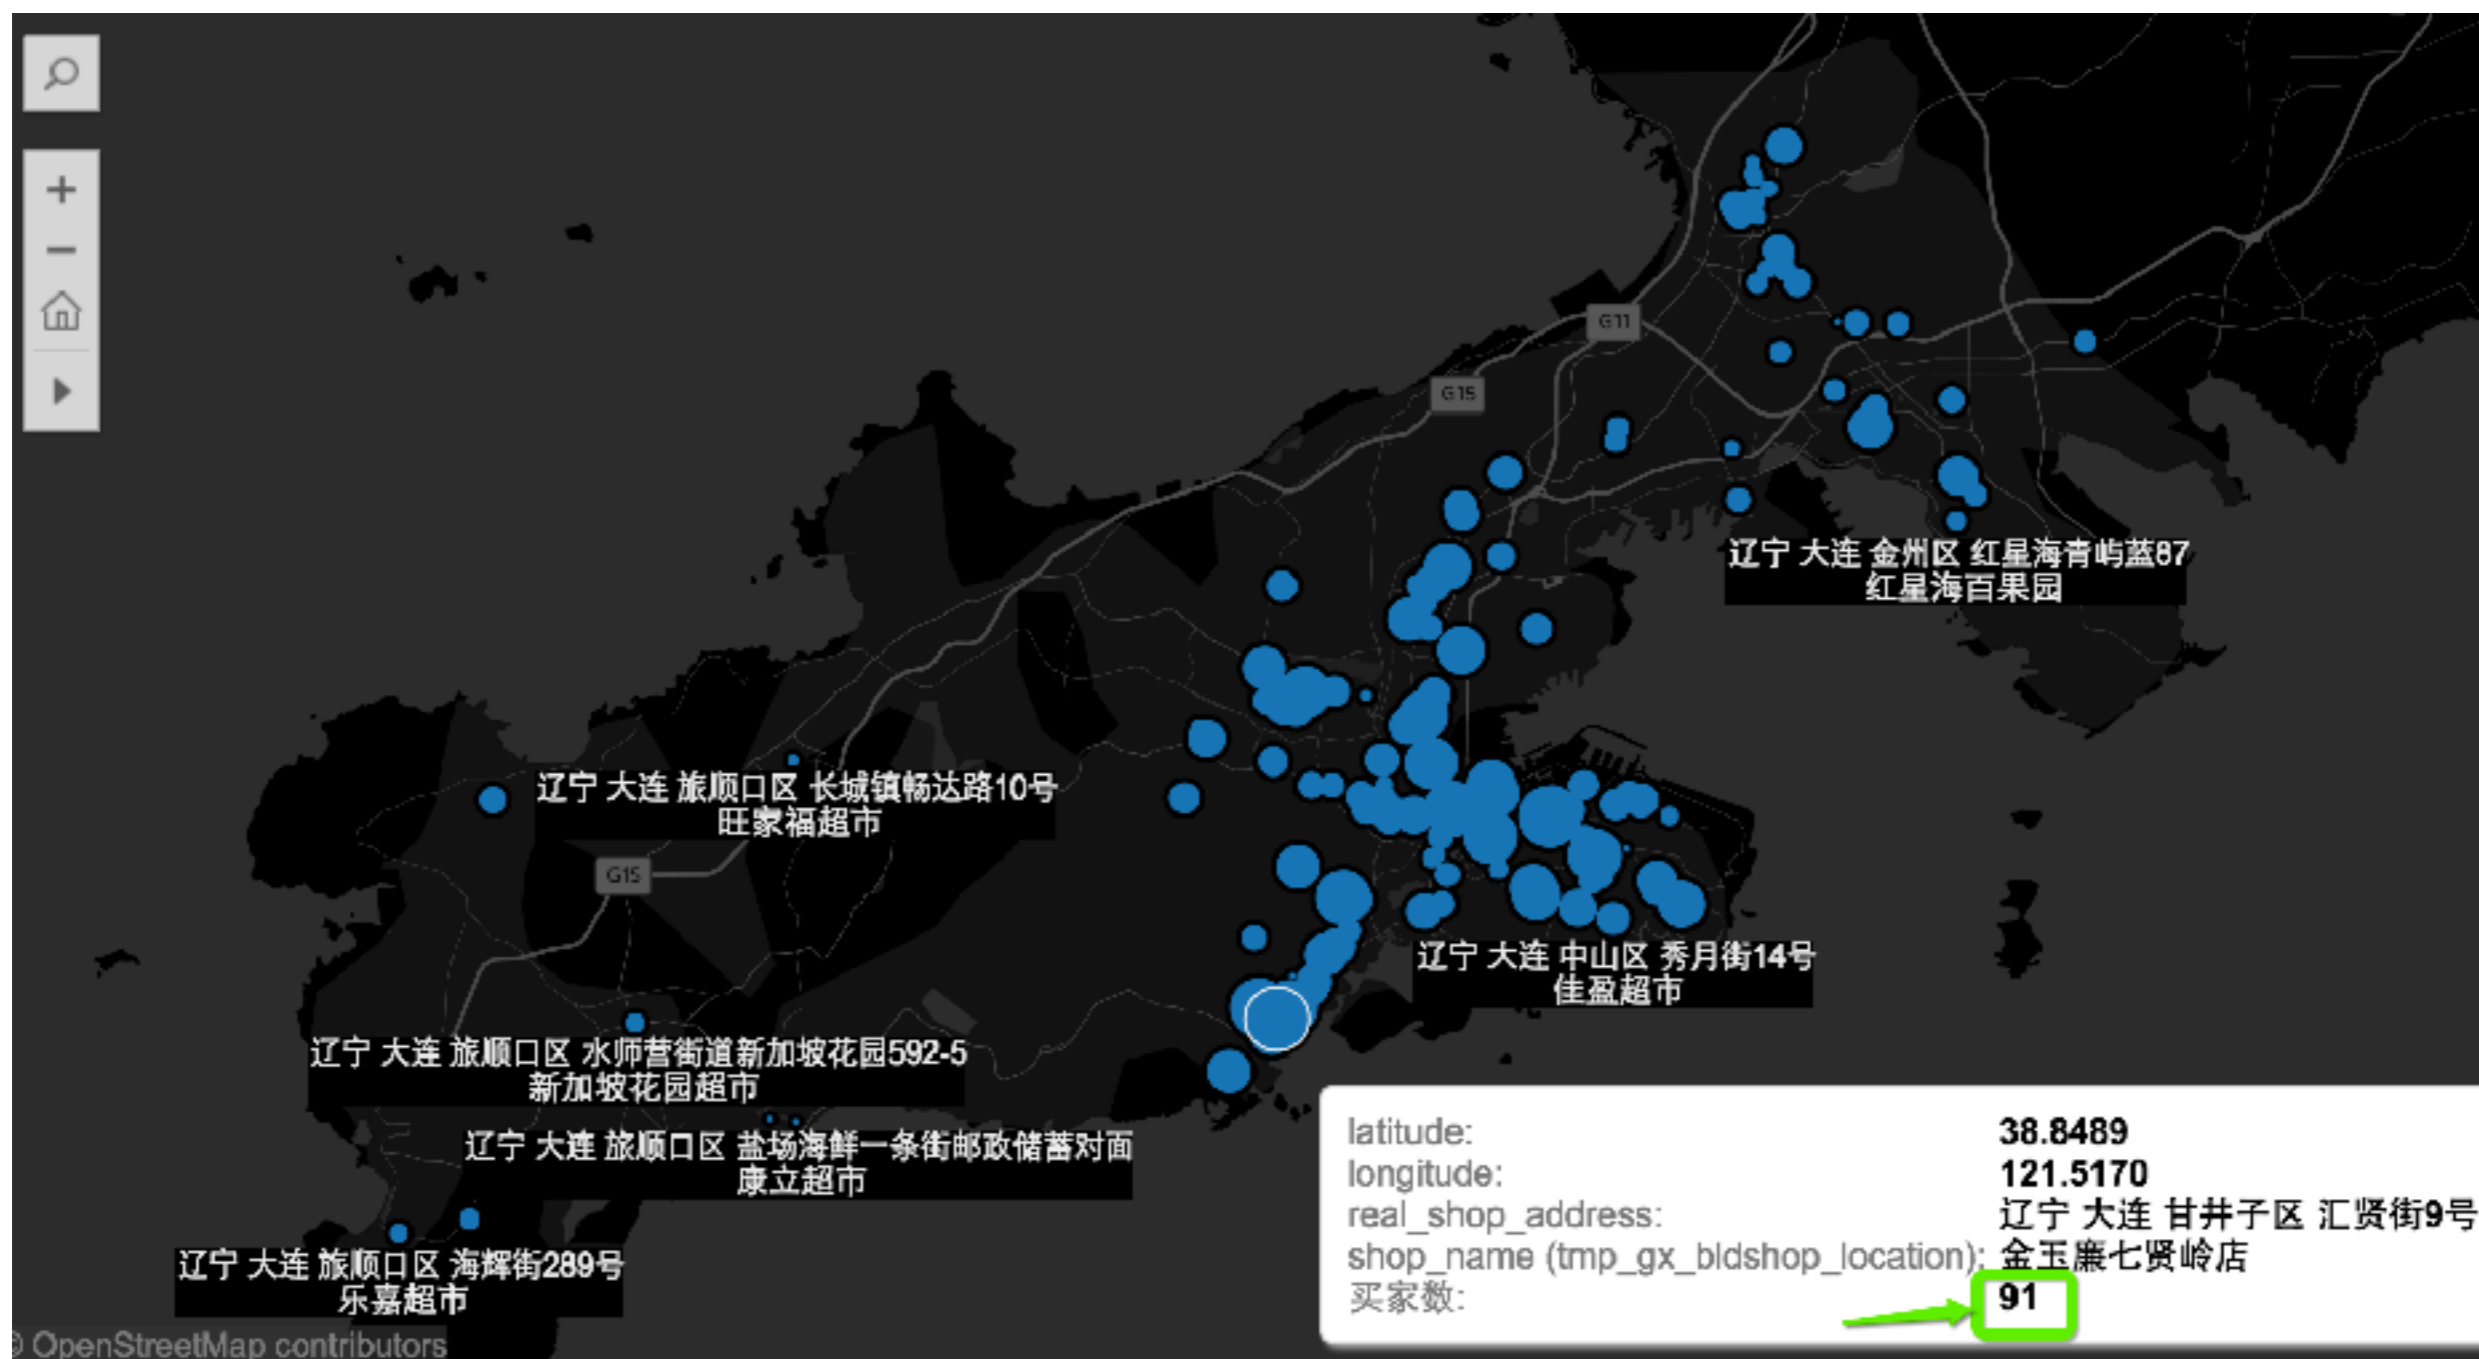 G11
G15
辽宁 大连 金州区 红星海青屿蓝87
红星海百果园
辽宁 大连 旅顺口区 长城镇畅达路10号
旺家福超市
G15
辽宁 大连 中山区 秀月街14号
佳盈超市
辽宁 大连 旅顺口区 水师营街道新加坡花园592-5
新加坡花园超市
辽宁 大连 旅顺口区 盐场海鲜一条街邮政储蓄对面
康立超市
辽宁 大连 旅顺口区 海辉街289号
乐嘉超市
latitude: 38.8489
longitude: 121.5170
real_shop_address: 辽宁 大连 甘井子区 汇贤街9号
shop_name (tmp_gx_bldshop_location): 金玉廉七贤岭店
买家数: 91
© OpenStreetMap contributors